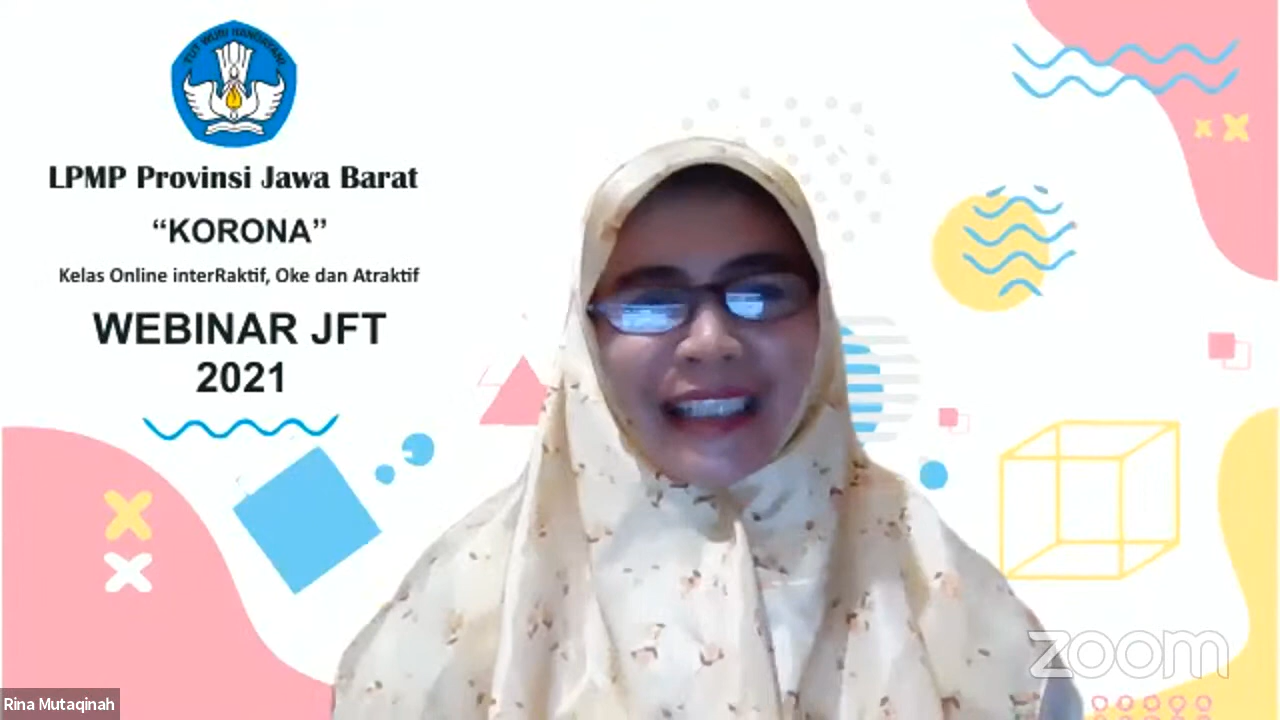 TUT WURI HANDAYANI
LPMP Provinsi Jawa Barat
“KORONA”
Kelas Online interRaktif, Oke dan Atraktif
WEBINAR JFT
2021
zoom
Rina Mutaqinah